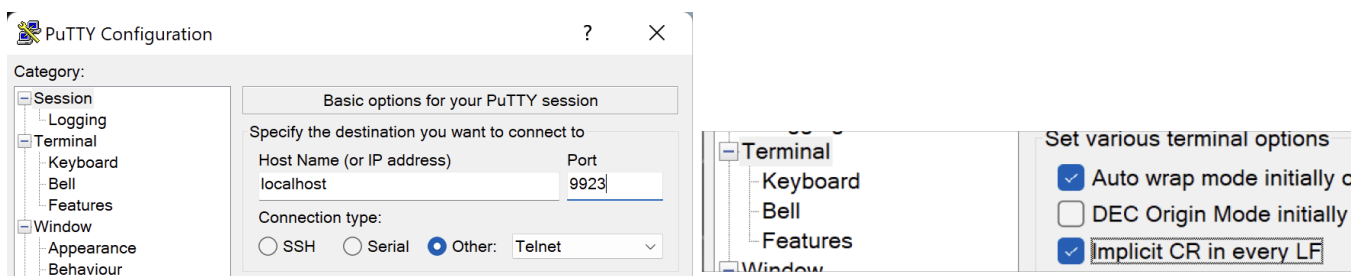 PuTTY Configuration
?
Category:
Session
Logging
Terminal
Keyboard
Bell
Features
Window
Appearance
Behaviour
Basic options for your PuTTY session
Specify the destination you want to connect to
Host Name (or IP address) Port
localhost 9923
Connection type:
SSH Serial Other: Telnet
Terminal
Keyboard
Bell
Features
Window
Set various terminal options
Auto wrap mode initially
DEC Origin Mode initially
Implicit CR in every LF